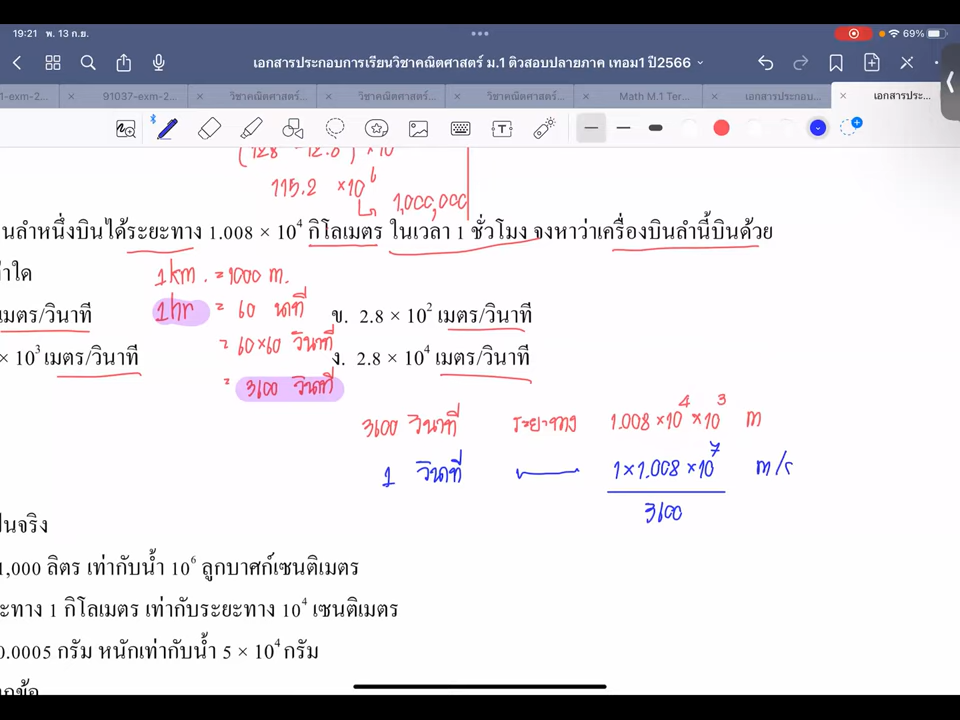 19:21 พ. 13 ก.ย.
69%
เอกสารประกอบการเรียนวิชาคณิตศาสตร์ ม.1 ติวสอบปลายภาค เทอม1 ปี2566
1-exm-2... 91037-exm-2... วิชาคณิตศาสตร์... วิชาคณิตศาสตร์... วิชาคณิตศาสตร์... Math M.1 Ter... เอกสารประกอบ... เอกสารประ...
115.2 ×10⁶
1,000,000
นลำหนึ่งบินได้ระยะทาง 1.008 × 10⁴ กิโลเมตร ในเวลา 1 ชั่วโมง จงหาว่าเครื่องบินลำนี้บินด้วย
ท่าใด
1km. = 1000 m.
1hr = 60 นาที
เมตร/วินาที
ข. 2.8 × 10² เมตร/วินาที
= 60×60 วินาที
× 10³ เมตร/วินาที
ง. 2.8 × 10⁴ เมตร/วินาที
= 3600 วินาที
3600 วินาที ระยะทาง 1.008×10⁴×10³ m
1 วินาที 1×1.008×10⁷ m/s
3600
ป็นจริง
1,000 ลิตร เท่ากับน้ำ 10⁶ ลูกบาศก์เซนติเมตร
ะทาง 1 กิโลเมตร เท่ากับระยะทาง 10⁴ เซนติเมตร
0.0005 กรัม หนักเท่ากับน้ำ 5 × 10⁴ กรัม